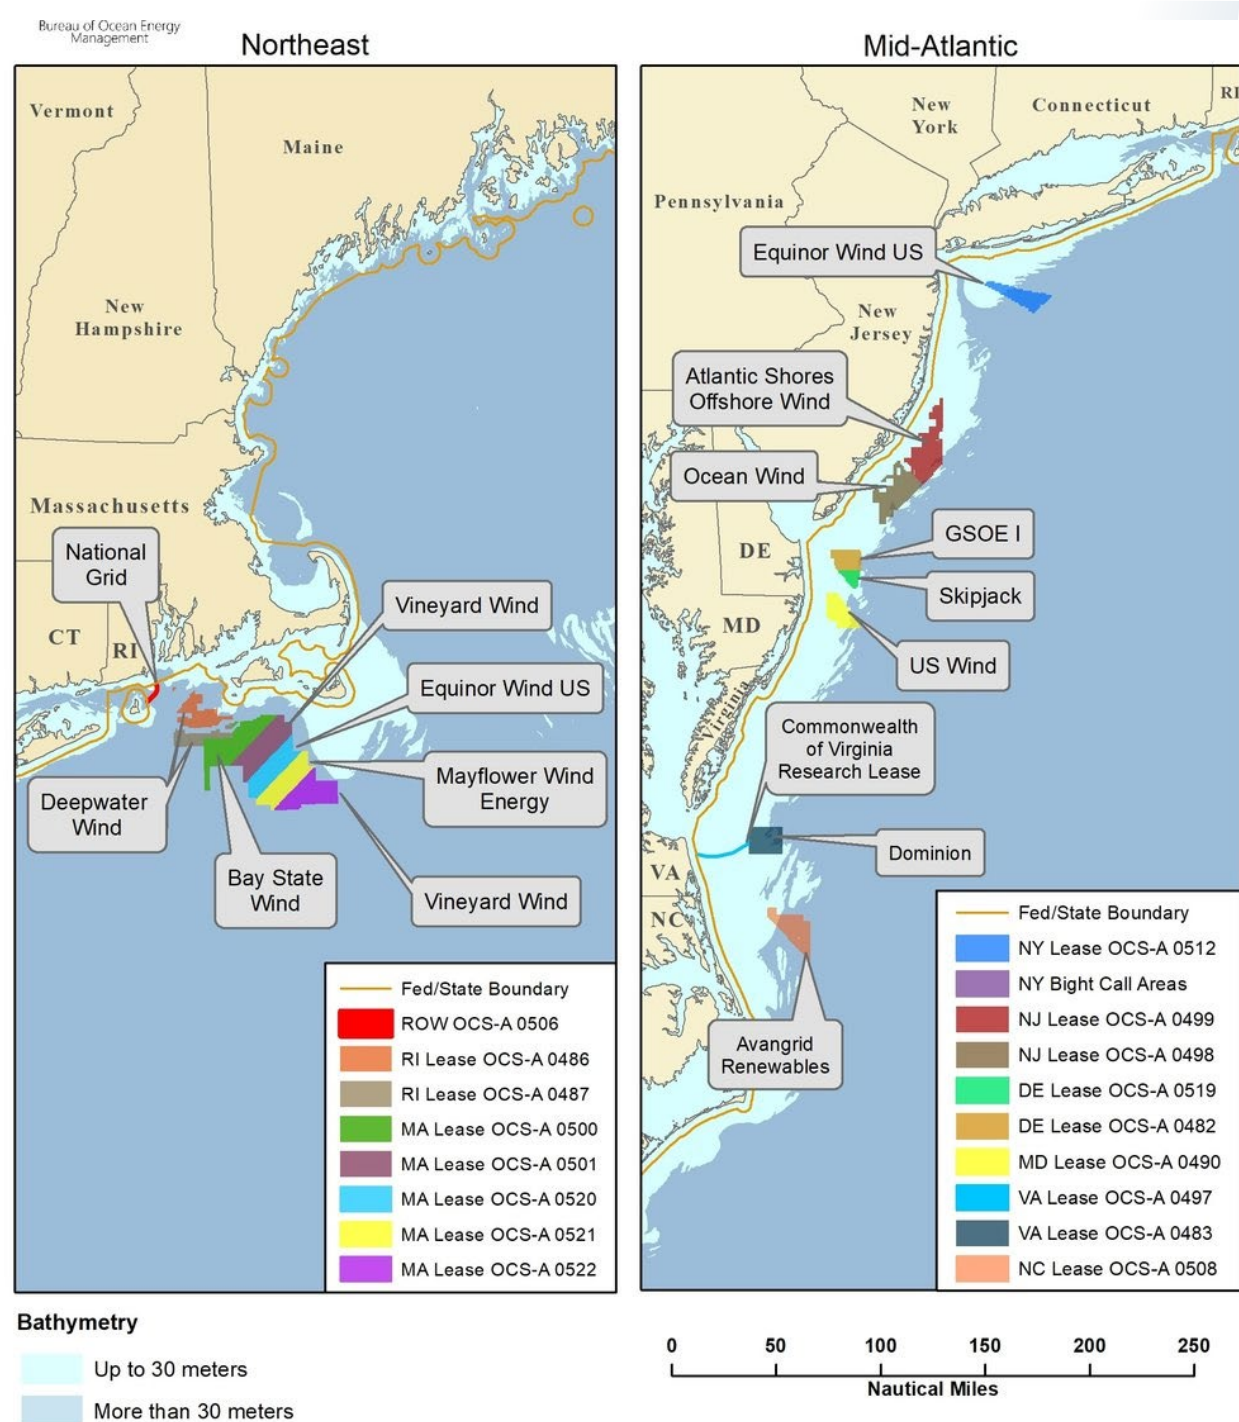 Bureau of Ocean Energy
Management
Northeast
Vermont
Maine
New
Hampshire
Massachusetts
National
Grid
CT
RI
Vineyard Wind
Equinor Wind US
Mayflower Wind
Energy
Deepwater
Wind
Bay State
Wind
Vineyard Wind
Fed/State Boundary
ROW OCS-A 0506
RI Lease OCS-A 0486
RI Lease OCS-A 0487
MA Lease OCS-A 0500
MA Lease OCS-A 0501
MA Lease OCS-A 0520
MA Lease OCS-A 0521
MA Lease OCS-A 0522
Mid-Atlantic
New
York
Connecticut
RI
Pennsylvania
Equinor Wind US
New
Jersey
Atlantic Shores
Offshore Wind
Ocean Wind
GSOE I
DE
Skipjack
MD
US Wind
Virginia
Commonwealth
of Virginia
Research Lease
Dominion
VA
NC
Avangrid
Renewables
Fed/State Boundary
NY Lease OCS-A 0512
NY Bight Call Areas
NJ Lease OCS-A 0499
NJ Lease OCS-A 0498
DE Lease OCS-A 0519
DE Lease OCS-A 0482
MD Lease OCS-A 0490
VA Lease OCS-A 0497
VA Lease OCS-A 0483
NC Lease OCS-A 0508
Bathymetry
Up to 30 meters
More than 30 meters
0 50 100 150 200 250
Nautical Miles